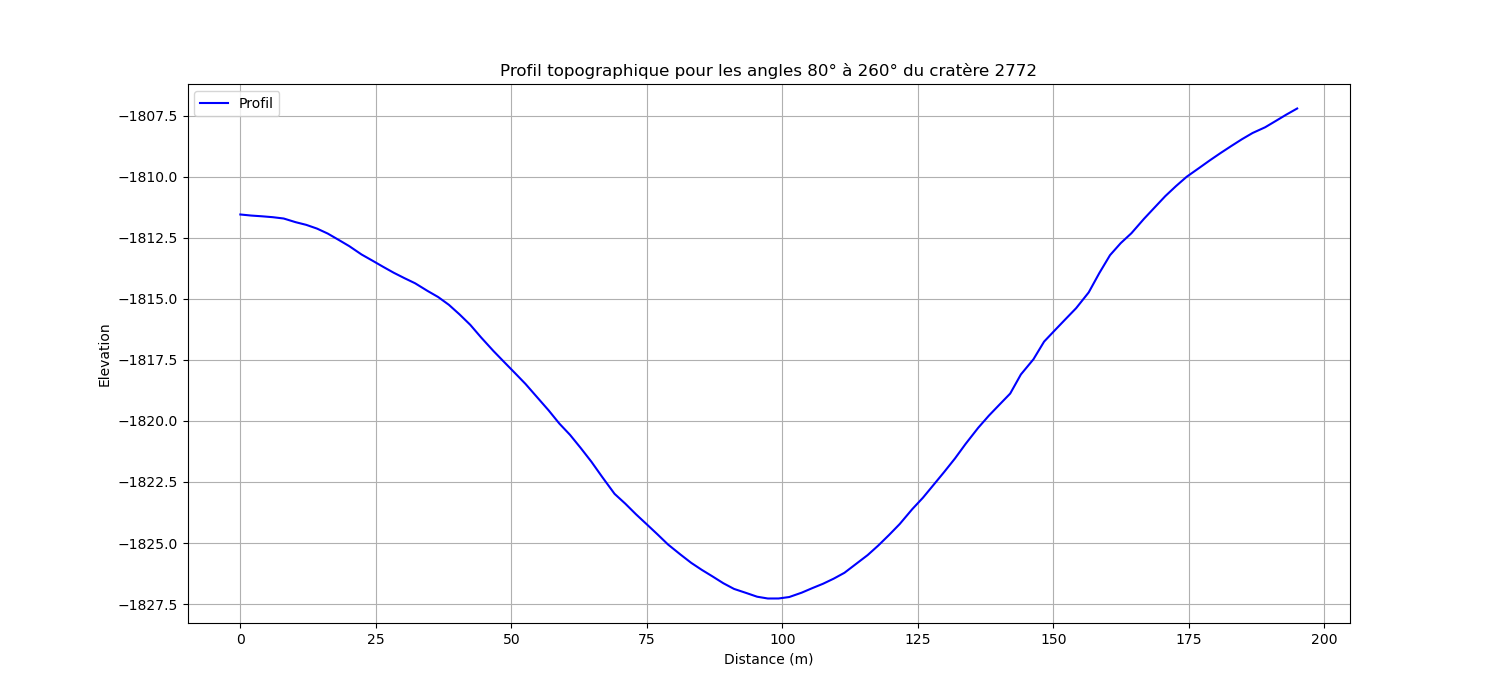 Profil topographique pour les angles 80° à 260° du cratère 2772
Profil
−1807.5
−1810.0
−1812.5
−1815.0
−1817.5
−1820.0
−1822.5
−1825.0
−1827.5
Elevation
0 25 50 75 100 125 150 175 200
Distance (m)